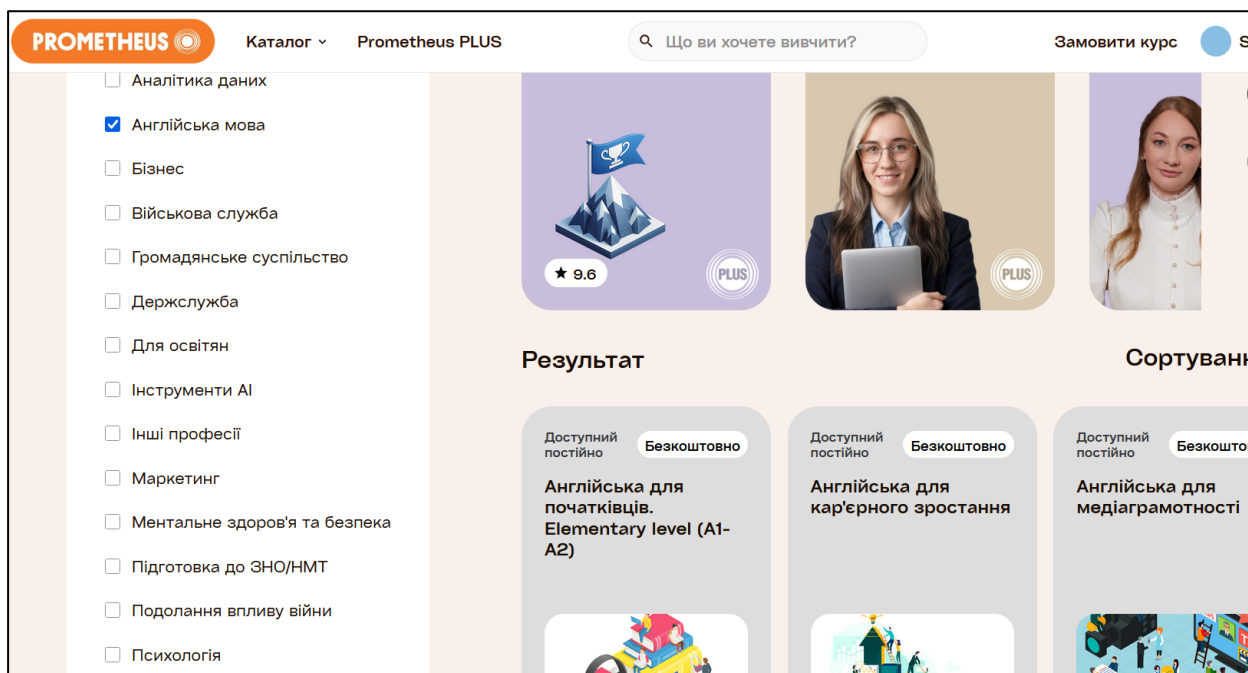 PROMETHEUS
Каталог
Prometheus PLUS
Що ви хочете вивчити?
Замовити курс
S
Аналітика даних
Англійська мова
Бізнес
Військова служба
Громадянське суспільство
Держслужба
Для освітян
Інструменти AI
Інші професії
Маркетинг
Ментальне здоров'я та безпека
Підготовка до ЗНО/НМТ
Подолання впливу війни
Психологія
9.6
PLUS
PLUS
Результат
Доступний
постійно
Безкоштовно
Англійська для
початківців.
Elementary level (A1-
A2)
Доступний
постійно
Безкоштовно
Англійська для
кар'єрного зростання
Доступний
постійно
Англійська для
медіаграмотності